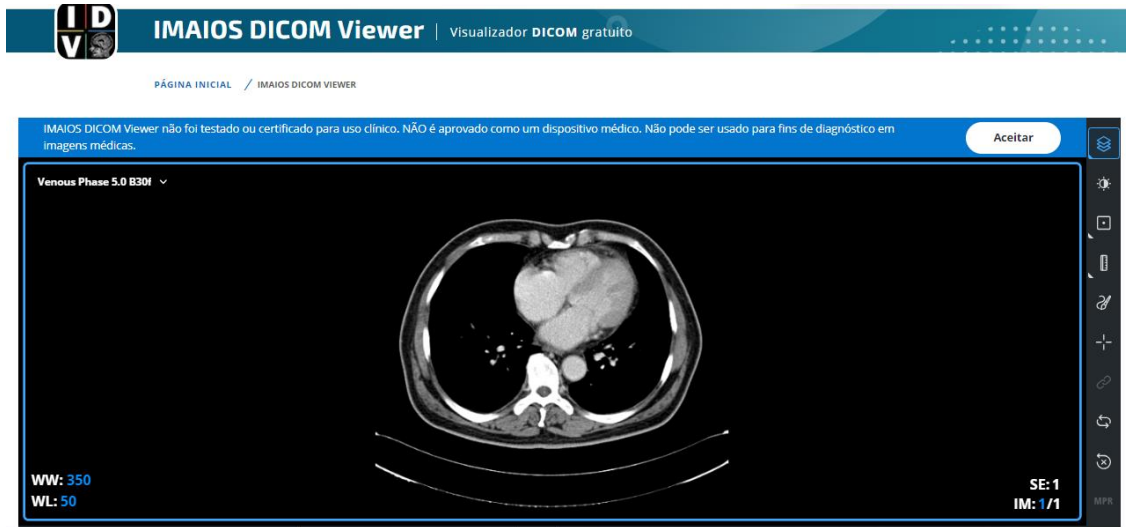 I D
V
IMAIOS DICOM Viewer | Visualizador DICOM gratuito
PÁGINA INICIAL / IMAIOS DICOM VIEWER
IMAIOS DICOM Viewer não foi testado ou certificado para uso clínico. NÃO é aprovado como um dispositivo médico. Não pode ser usado para fins de diagnóstico em
imagens médicas.
Aceitar
Venous Phase 5.0 B30f
WW: 350
WL: 50
SE: 1
IM: 1/1
MPR